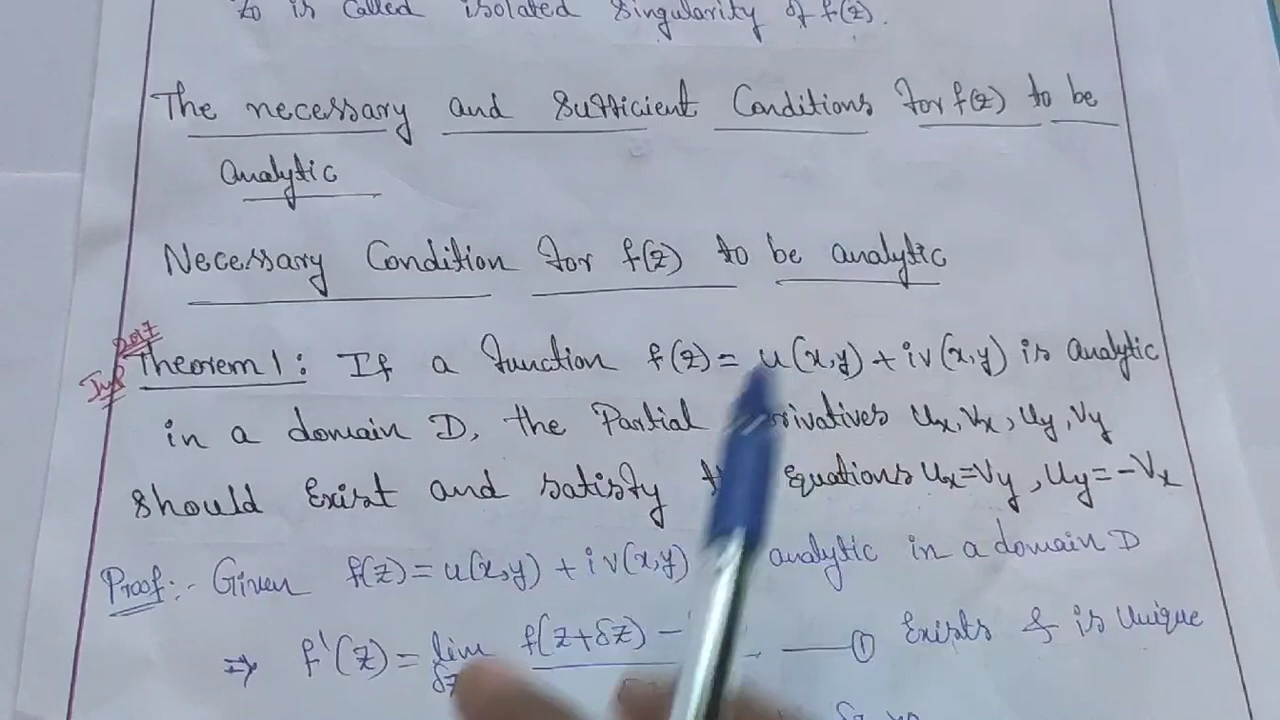 zo is called isolated singularity of f(z).
The necessary and sufficient Conditions for f(z) to be
analytic
Necessary Condition for f(z) to be analytic
2017
Imp
Theorem 1: If a function f(z) = u(x,y) + iv(x,y) is analytic
in a domain D, the Partial Ux, Vx, Uy, Vy
should Exist and satisfy Equations Ux=Vy, Uy=-Vx
Proof:- Given f(z) = u(x,y) + iv(x,y) analytic in a domain D
⇒ f'(z) = lim f(z+δz) - ——① Exists & is Unique